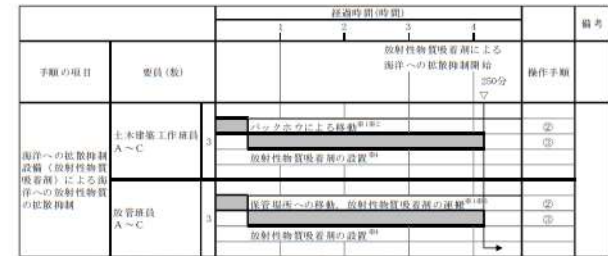 経過時間(時間)
備考
1 2 3 4
手順の項目
要員(数)
放射性物質吸着剤による
海洋への拡散抑制開始
操作手順
250分
▽
海洋への拡散抑制
設備(放射性物質
吸着剤)による海
洋への放射性物質
の拡散抑制
土木建築工作班員
A~C
3
バックホウによる移動
②
③
放射性物質吸着剤の設置
放管班員
A~C
3
保管場所への移動,放射性物質吸着剤の運搬
②
③
放射性物質吸着剤の設置